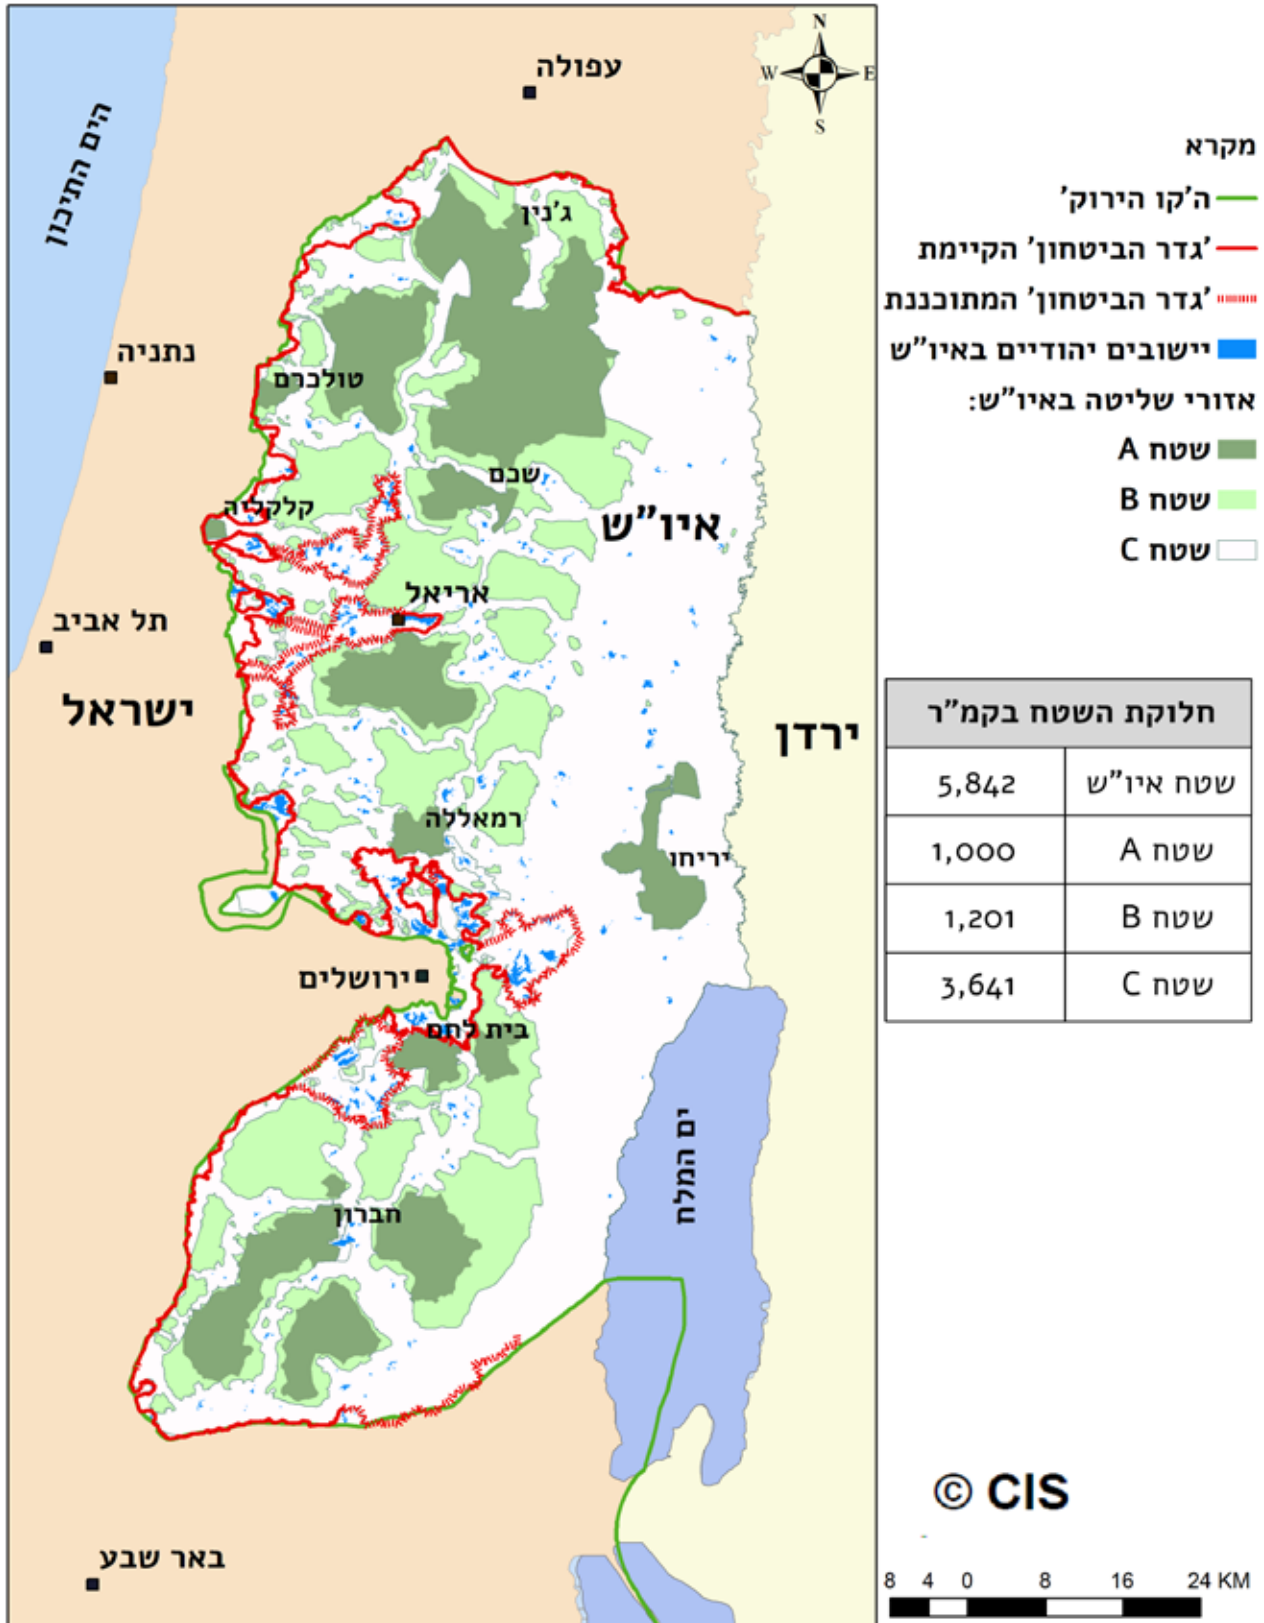 עפולה
הים התיכון
ג'נין
נתניה
טולכרם
שכם
קלקליה
איו"ש
אריאל
תל אביב
ישראל
ירדן
רמאללה
יריחו
ירושלים
בית לחם
ים המלח
חברון
באר שבע
N
W E
S
מקרא
ה'קו הירוק'
'גדר הביטחון' הקיימת
'גדר הביטחון' המתוכננת
יישובים יהודיים באיו"ש
אזורי שליטה באיו"ש:
שטח A
שטח B
שטח C
חלוקת השטח בקמ"ר
שטח איו"ש 5,842
שטח A 1,000
שטח B 1,201
שטח C 3,641
© CIS
8 4 0 8 16 24 KM